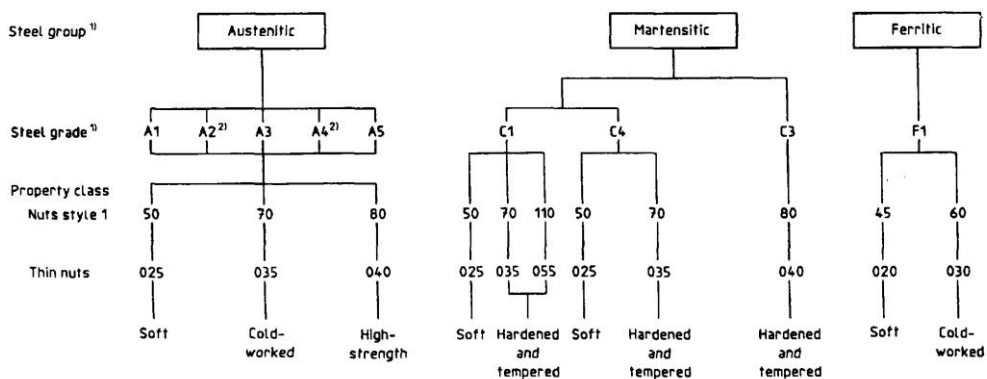 Steel group 1) Austenitic Martensitic Ferritic
Steel grade 1) A1 A2 2) A3 A4 2) A5 C1 C4 C3 F1
Property class
Nuts style 1 50 70 80 50 70 110 50 70 80 45 60
Thin nuts 025 035 040 025 035 055 025 035 040 020 030
Soft Cold- High- Soft Hardened Soft Hardened Hardened Soft Cold-
worked strength and and and worked
tempered tempered tempered